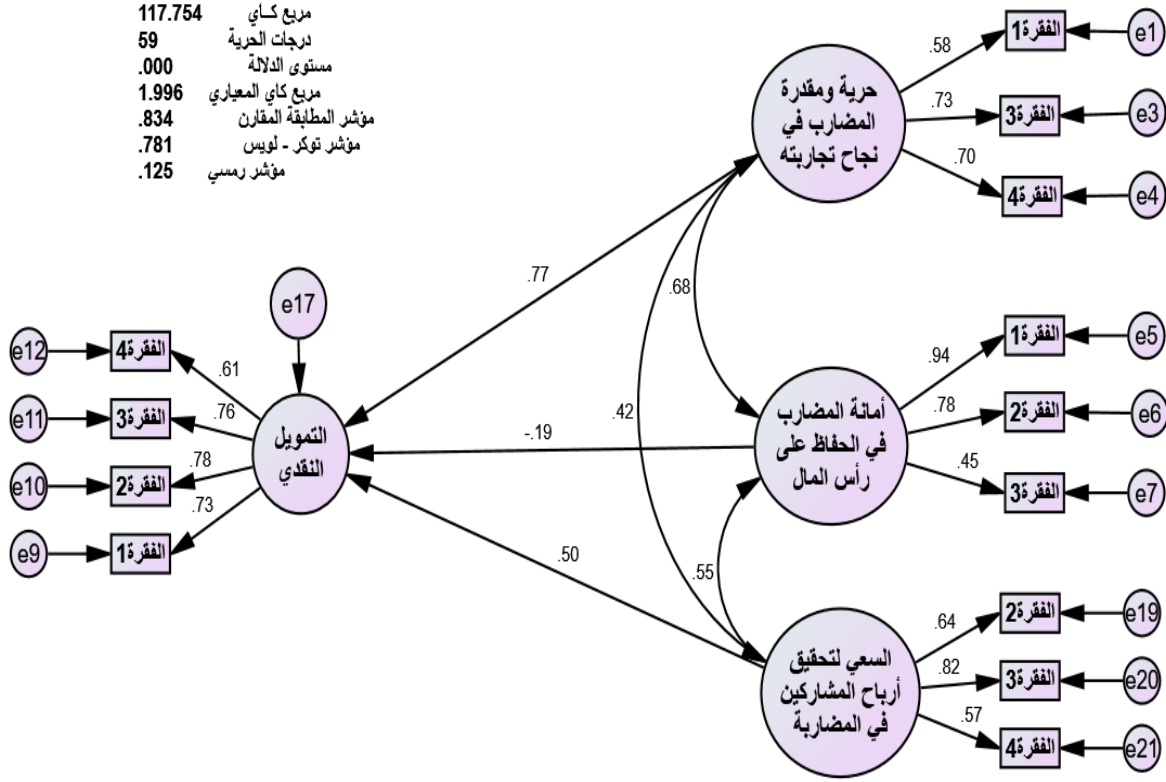 مربع كـاي 117.754
درجات الحرية 59
مستوى الدلالة .000
مربع كاي المعياري 1.996
مؤشر المطابقة المقارن .834
مؤشر توكر - لويس .781
مؤشر رمسي .125
حرية ومقدرة
المضارب في
نجاح تجاربته
.58
الفقرة1
e1
.73
الفقرة3
e3
.70
الفقرة4
e4
.77
.68
.42
e17
التمويل
النقدي
e12
الفقرة4
.61
e11
الفقرة3
.76
e10
الفقرة2
.78
e9
الفقرة1
.73
-.19
أمانة المضارب
في الحفاظ على
رأس المال
.94
الفقرة1
e5
.78
الفقرة2
e6
.45
الفقرة3
e7
.50
.55
السعي لتحقيق
أرباح المشاركين
في المضاربة
.64
الفقرة2
e19
.82
الفقرة3
e20
.57
الفقرة4
e21